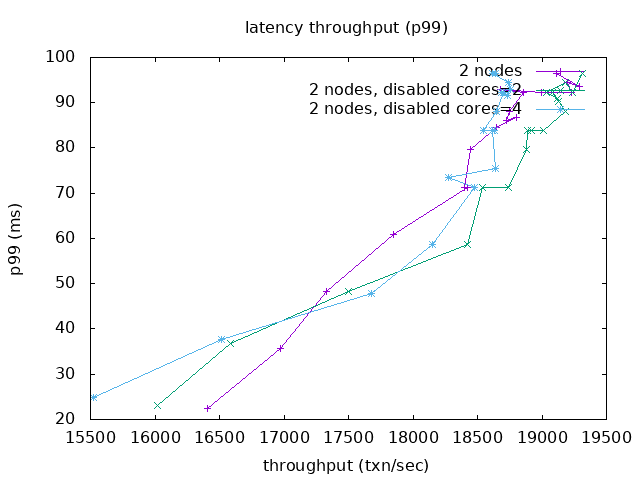 latency throughput (p99)
100
90
80
70
60
50
40
30
20
p99 (ms)
2 nodes
2 nodes, disabled cores=2
2 nodes, disabled cores=4
15500 16000 16500 17000 17500 18000 18500 19000 19500
throughput (txn/sec)